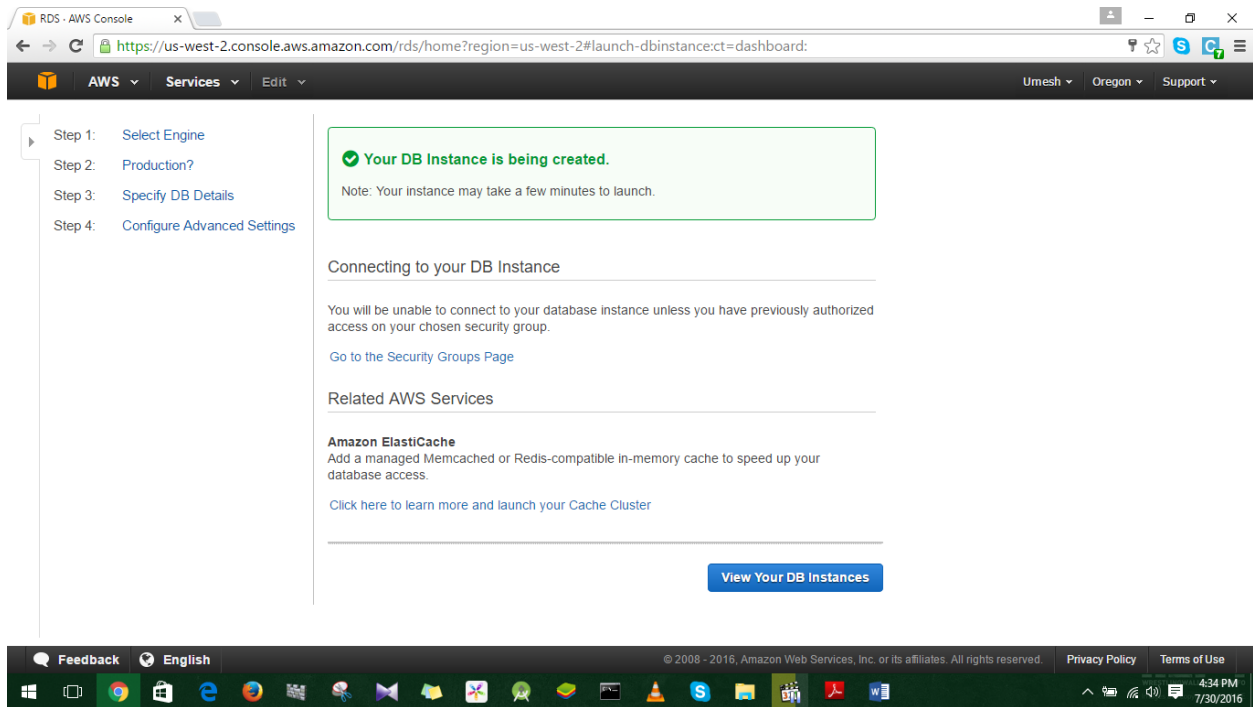 RDS · AWS Console
https://us-west-2.console.aws.amazon.com/rds/home?region=us-west-2#launch-dbinstance:ct=dashboard:
AWS Services Edit Umesh Oregon Support
Step 1: Select Engine
Step 2: Production?
Step 3: Specify DB Details
Step 4: Configure Advanced Settings
Your DB Instance is being created.
Note: Your instance may take a few minutes to launch.
Connecting to your DB Instance
You will be unable to connect to your database instance unless you have previously authorized
access on your chosen security group.
Go to the Security Groups Page
Related AWS Services
Amazon ElastiCache
Add a managed Memcached or Redis-compatible in-memory cache to speed up your
database access.
Click here to learn more and launch your Cache Cluster
View Your DB Instances
Feedback English © 2008 - 2016, Amazon Web Services, Inc. or its affiliates. All rights reserved. Privacy Policy Terms of Use
4:34 PM
7/30/2016